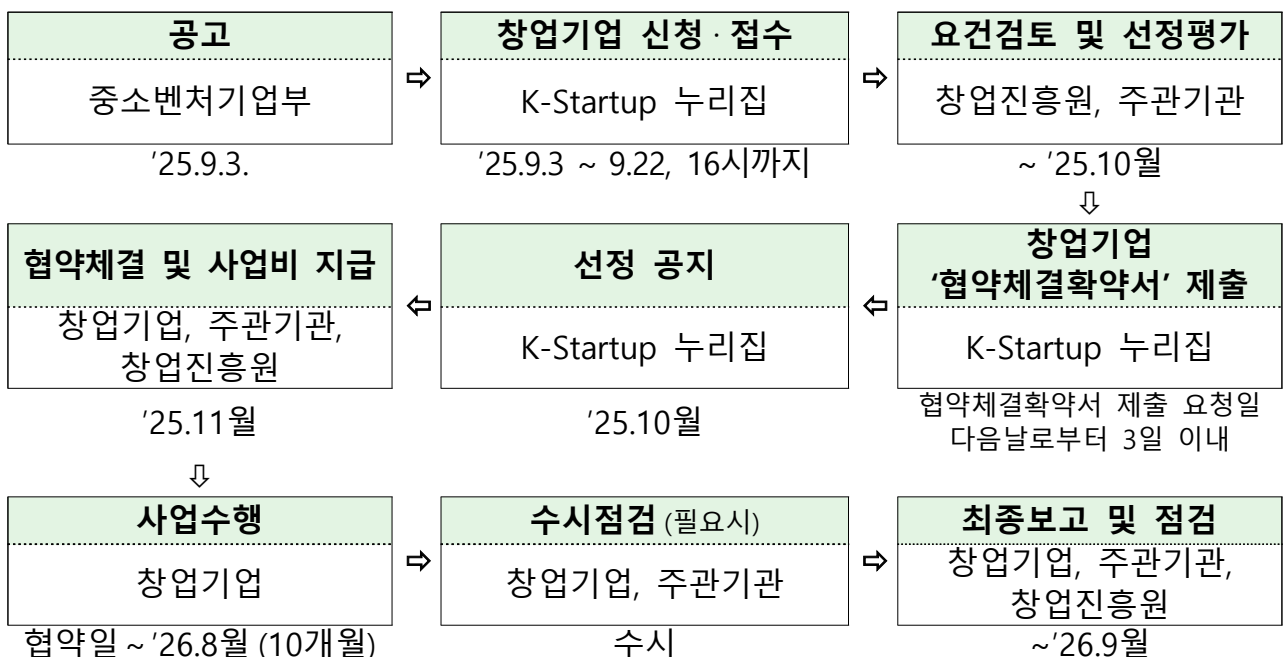 공고
중소벤처기업부
'25.9.3.
⇨
창업기업 신청·접수
K-Startup 누리집
'25.9.3 ~ 9.22, 16시까지
⇨
요건검토 및 선정평가
창업진흥원, 주관기관
~ '25.10월
⇩
창업기업
'협약체결확약서' 제출
K-Startup 누리집
협약체결확약서 제출 요청일
다음날로부터 3일 이내
⇦
선정 공지
K-Startup 누리집
'25.10월
⇦
협약체결 및 사업비 지급
창업기업, 주관기관,
창업진흥원
'25.11월
⇩
사업수행
창업기업
협약일 ~ '26.8월 (10개월)
⇨
수시점검 (필요시)
창업기업, 주관기관
수시
⇨
최종보고 및 점검
창업기업, 주관기관,
창업진흥원
~'26.9월